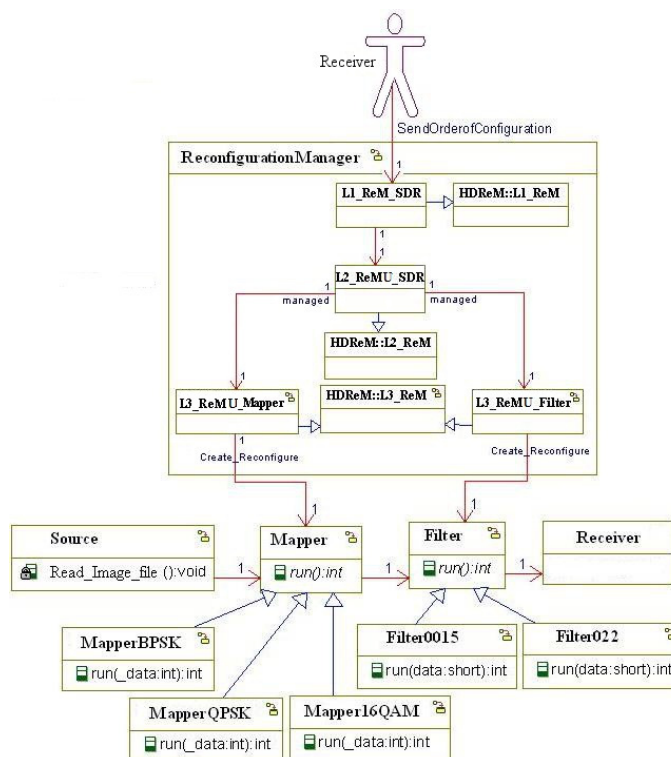 Receiver
SendOrderofConfiguration
ReconfigurationManager
1
L1_ReM_SDR
HDReM::L1_ReM
1
1
L2_ReMU_SDR
1
1
managed
managed
HDReM::L2_ReM
1
1
L3_ReMU_Mapper
HDReM::L3_ReM
L3_ReMU_Filter
1
1
Create_Reconfigure
Create_Reconfigure
1
1
Source
Read_Image_file ():void
1
Mapper
run():int
1
Filter
run():int
1
Receiver
MapperBPSK
run(_data:int):int
Filter0015
run(data:short):int
Filter022
run(data:short):int
MapperQPSK
run(_data:int):int
Mapper16QAM
run(_data:int):int